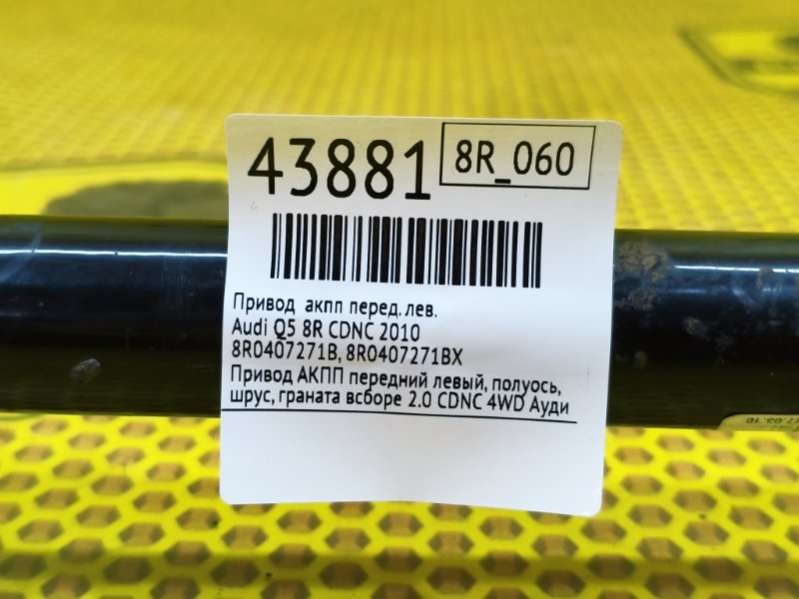 43881
8R_060
Привод акпп перед. лев.
Audi Q5 8R CDNC 2010
8R0407271B, 8R0407271BX
Привод АКПП передний левый, полуось,
шрус, граната всборе 2.0 CDNC 4WD Ауди